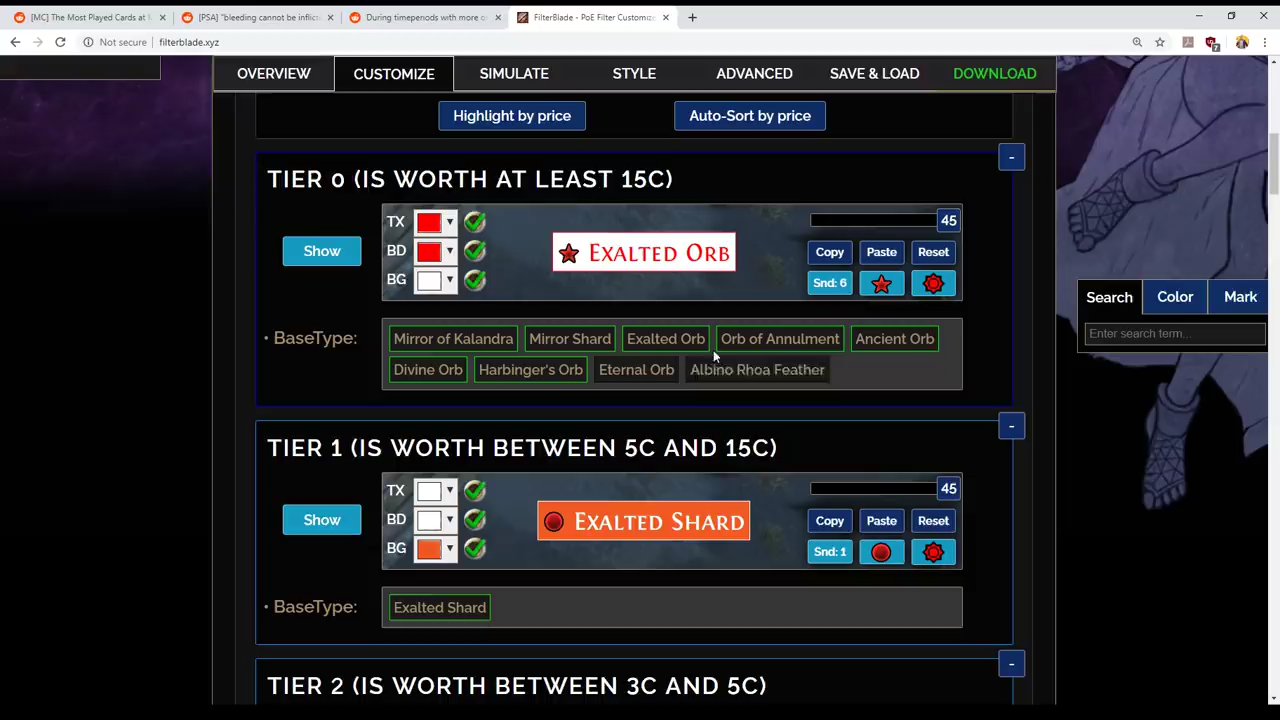 [MC] The Most Played Cards at
[PSA] "bleeding cannot be inflic
During timeperiods with more o
FilterBlade - PoE Filter Customize
Not secure | filterblade.xyz
7
OVERVIEW CUSTOMIZE SIMULATE STYLE ADVANCED SAVE & LOAD DOWNLOAD
Highlight by price Auto-Sort by price
-
TIER 0 (IS WORTH AT LEAST 15C)
TX 45
Show BD EXALTED ORB Copy Paste Reset
BG Snd: 6
• BaseType: Mirror of Kalandra Mirror Shard Exalted Orb Orb of Annulment Ancient Orb
Divine Orb Harbinger's Orb Eternal Orb Albino Rhoa Feather
-
TIER 1 (IS WORTH BETWEEN 5C AND 15C)
TX 45
Show BD EXALTED SHARD Copy Paste Reset
BG Snd: 1
• BaseType: Exalted Shard
-
TIER 2 (IS WORTH BETWEEN 3C AND 5C)
Search Color Mark
Enter search term...